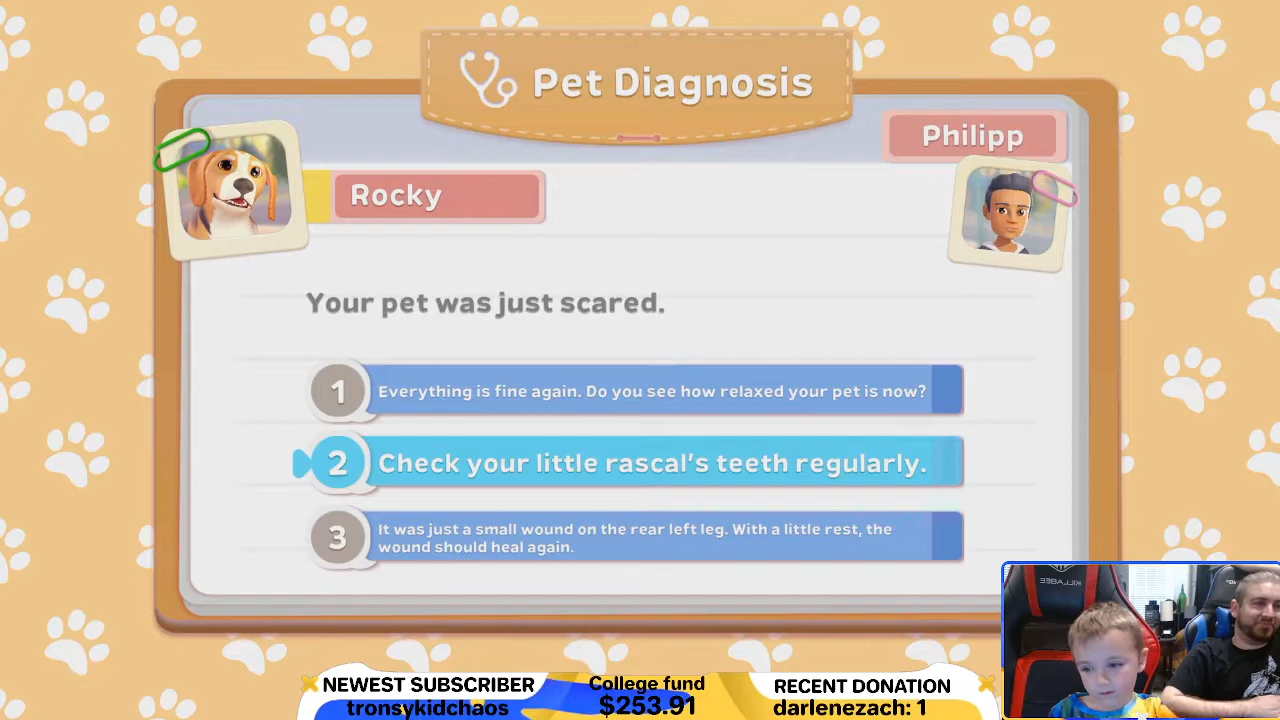 Pet Diagnosis
Philipp
Rocky
Your pet was just scared.
1 Everything is fine again. Do you see how relaxed your pet is now?
2 Check your little rascal's teeth regularly.
3 It was just a small wound on the rear left leg. With a little rest, the
wound should heal again.
KILLABEE
NEWEST SUBSCRIBER
tronsykidchaos
College fund
$253.91
RECENT DONATION
darlenezach: 1